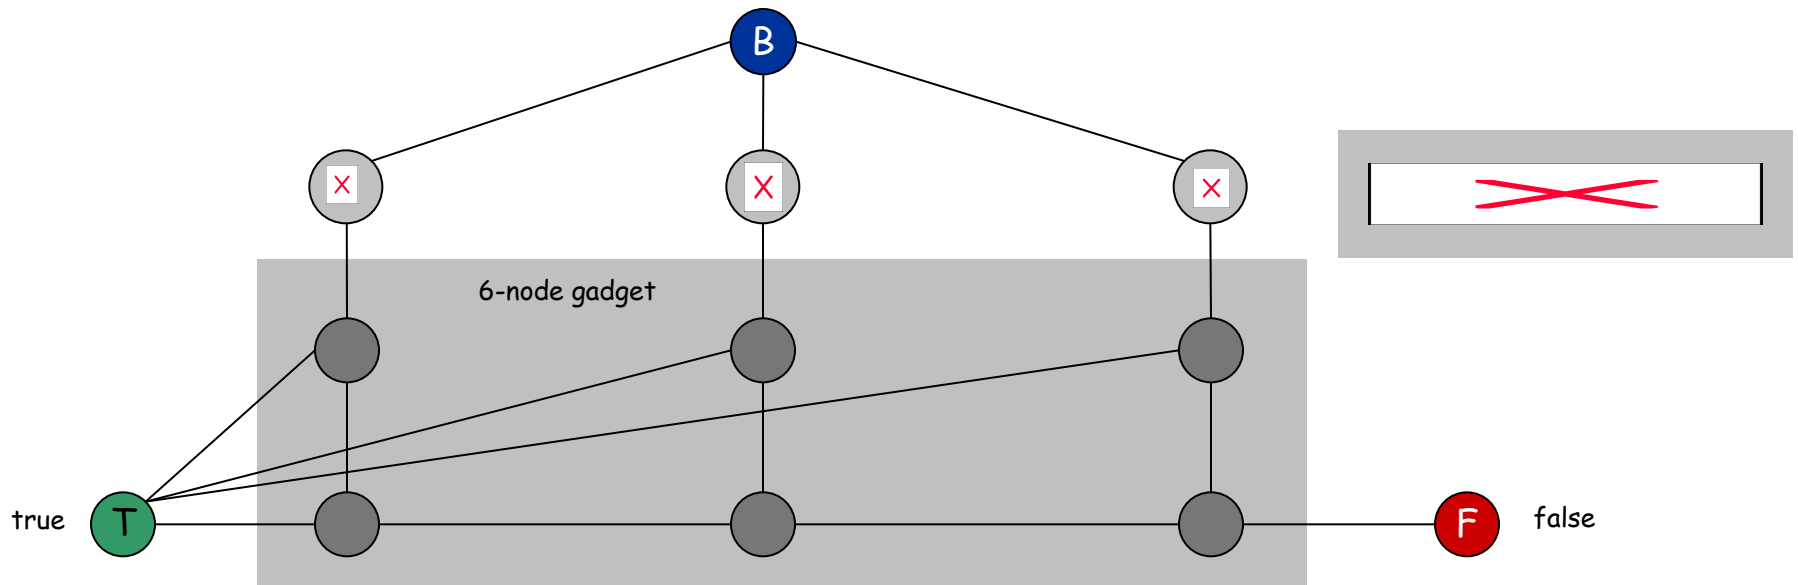 B
6-node gadget
true
T
F
false